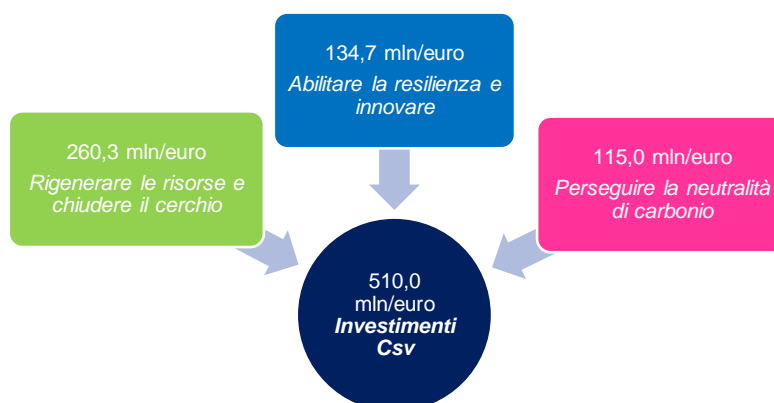 134,7 mln/euro
Abilitare la resilienza e
innovare
260,3 mln/euro
Rigenerare le risorse e
chiudere il cerchio
115,0 mln/euro
Perseguire la neutralità
di carbonio
510,0
mln/euro
Investimenti
Csv